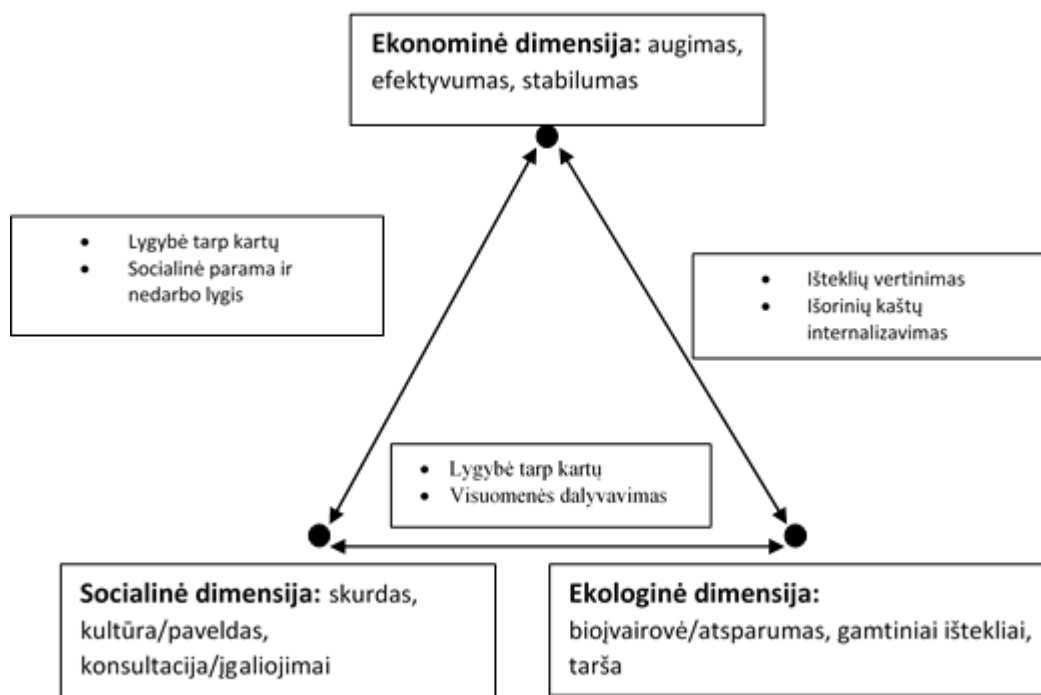 Ekonominė dimensija: augimas,
efektyvumas, stabilumas
• Lygybė tarp kartų
• Socialinė parama ir
nedarbo lygis
• Išteklių vertinimas
• Išorinių kaštų
internalizavimas
• Lygybė tarp kartų
• Visuomenės dalyvavimas
Socialinė dimensija: skurdas,
kultūra/paveldas,
konsultacija/įgaliojimai
Ekologinė dimensija:
bioįvairovė/atsparumas, gamtiniai ištekliai,
tarša